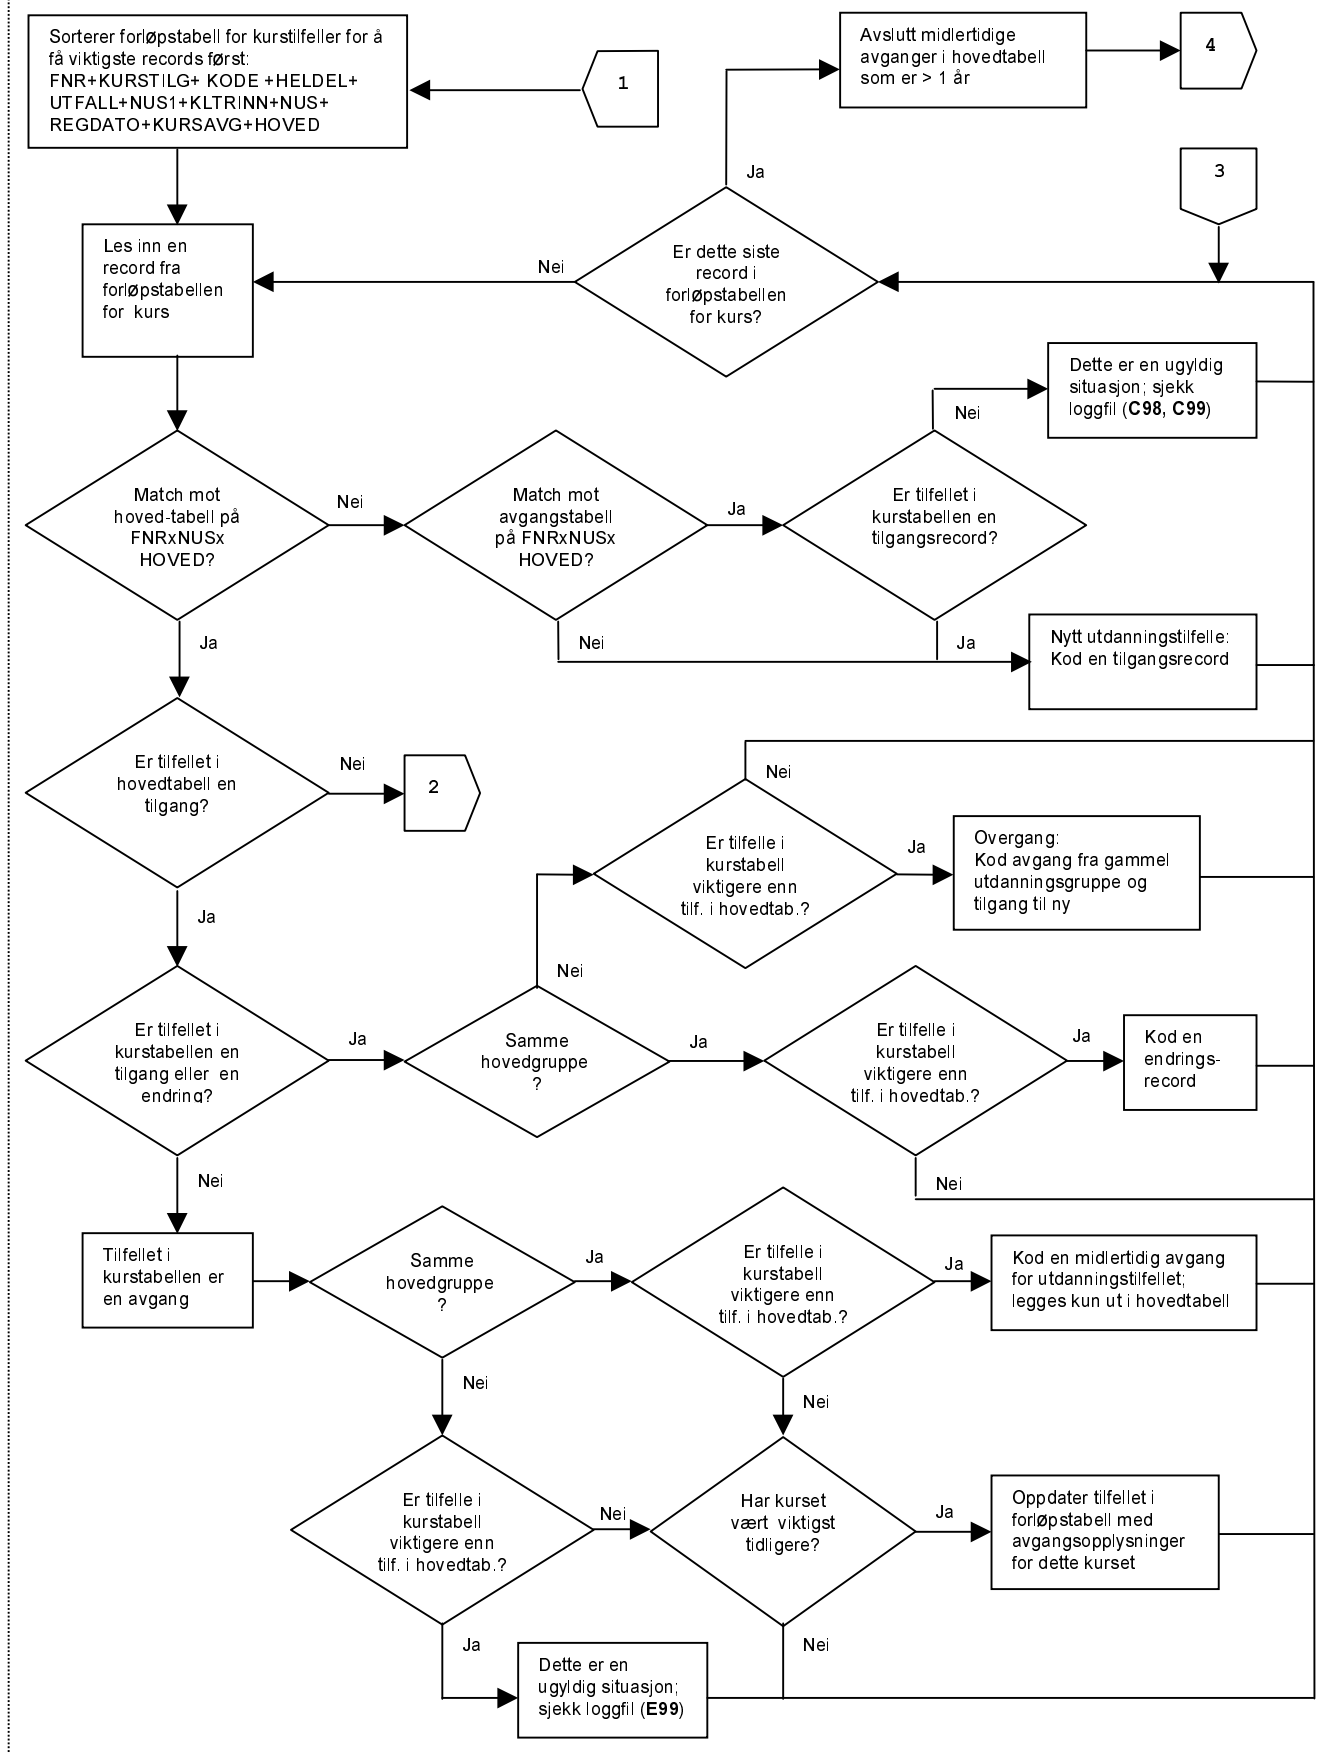 Sorterer forløpstabell for kurstilfeller for å
få viktigste records først:
FNR+KURSTILG+ KODE +HELDEL+
UTFALL+NUS1+KLTRINN+NUS+
REGDATO+KURSAVG+HOVED
1
Avslutt midlertidige
avganger i hovedtabell
som er > 1 år
4
3
Ja
Les inn en
record fra
forløpstabellen
for kurs
Nei
Er dette siste
record i
forløpstabellen
for kurs?
Dette er en ugyldig
situasjon; sjekk
loggfil (C98, C99)
Nei
Match mot
hoved-tabell på
FNRxNUSx
HOVED?
Nei
Match mot
avgangstabell
på FNRxNUSx
HOVED?
Ja
Er tilfellet i
kurstabellen en
tilgangsrecord?
Ja
Nei
Ja
Nytt utdanningstilfelle:
Kod en tilgangsrecord
Er tilfellet i
hovedtabell en
tilgang?
Nei
2
Nei
Er tilfelle i
kurstabell
viktigere enn
tilf. i hovedtab.?
Ja
Overgang:
Kod avgang fra gammel
utdanningsgruppe og
tilgang til ny
Ja
Nei
Er tilfellet i
kurstabellen en
tilgang eller en
endring?
Ja
Samme
hovedgruppe
?
Ja
Er tilfelle i
kurstabell
viktigere enn
tilf. i hovedtab.?
Ja
Kod en
endrings-
record
Nei
Nei
Tilfellet i
kurstabellen er
en avgang
Samme
hovedgruppe
?
Ja
Er tilfelle i
kurstabell
viktigere enn
tilf. i hovedtab.?
Ja
Kod en midlertidig avgang
for utdanningstilfellet;
legges kun ut i hovedtabell
Nei
Nei
Er tilfelle i
kurstabell
viktigere enn
tilf. i hovedtab.?
Nei
Har kurset
vært viktigst
tidligere?
Ja
Oppdater tilfellet i
forløpstabell med
avgangsopplysninger
for dette kurset
Ja
Nei
Dette er en
ugyldig situasjon;
sjekk loggfil (E99)